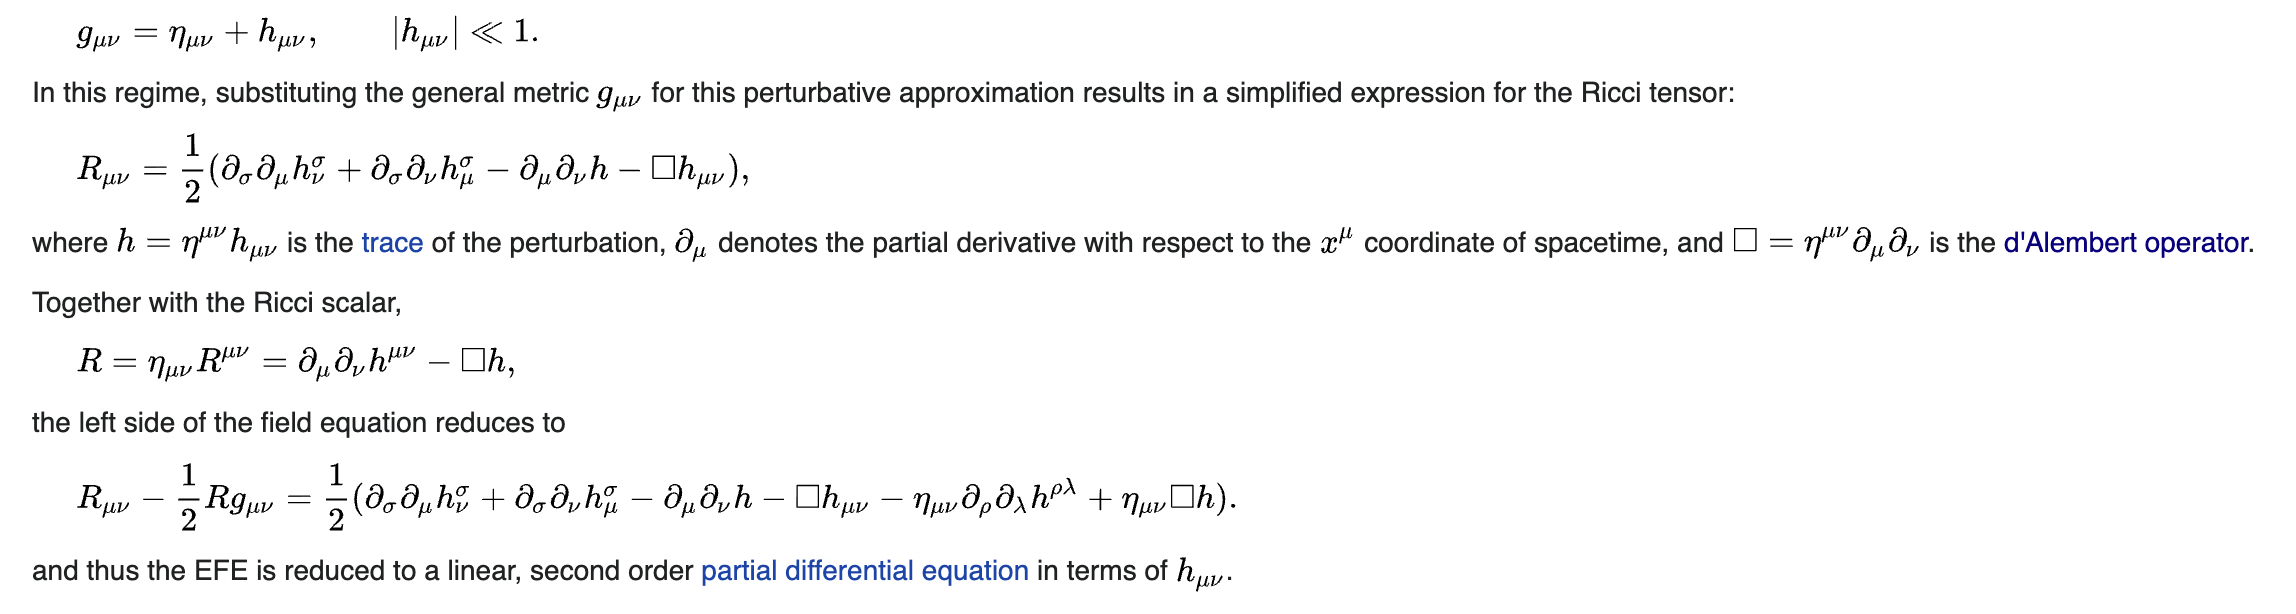 $g_{\mu\nu} = \eta_{\mu\nu} + h_{\mu\nu}, \qquad |h_{\mu\nu}| \ll 1.$
In this regime, substituting the general metric $g_{\mu\nu}$ for this perturbative approximation results in a simplified expression for the Ricci tensor:
$R_{\mu\nu} = \frac{1}{2}(\partial_\sigma\partial_\mu h^\sigma_\nu + \partial_\sigma\partial_\nu h^\sigma_\mu - \partial_\mu\partial_\nu h - \square h_{\mu\nu}),$
where $h = \eta^{\mu\nu}h_{\mu\nu}$ is the trace of the perturbation, $\partial_\mu$ denotes the partial derivative with respect to the $x^\mu$ coordinate of spacetime, and $\square = \eta^{\mu\nu}\partial_\mu\partial_\nu$ is the d'Alembert operator.
Together with the Ricci scalar,
$R = \eta_{\mu\nu}R^{\mu\nu} = \partial_\mu\partial_\nu h^{\mu\nu} - \square h,$
the left side of the field equation reduces to
$R_{\mu\nu} - \frac{1}{2}Rg_{\mu\nu} = \frac{1}{2}(\partial_\sigma\partial_\mu h^\sigma_\nu + \partial_\sigma\partial_\nu h^\sigma_\mu - \partial_\mu\partial_\nu h - \square h_{\mu\nu} - \eta_{\mu\nu}\partial_\rho\partial_\lambda h^{\rho\lambda} + \eta_{\mu\nu}\square h).$
and thus the EFE is reduced to a linear, second order partial differential equation in terms of $h_{\mu\nu}$.